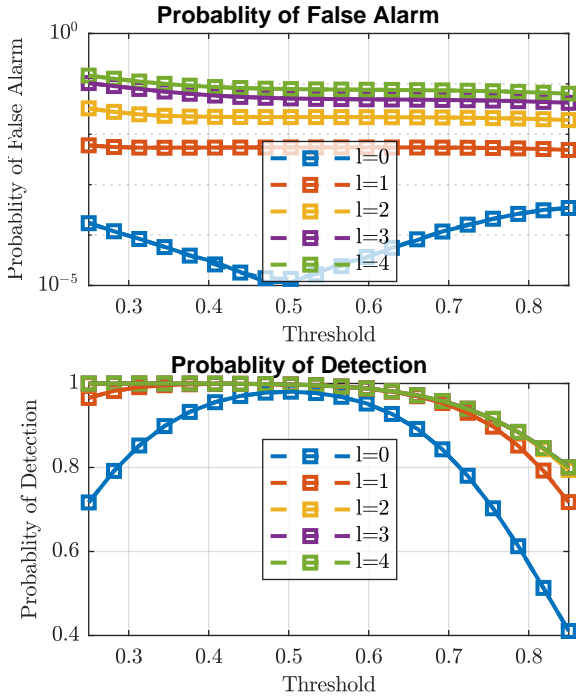 Probablity of False Alarm
10^0
10^-5
Probablity of False Alarm
l=0
l=1
l=2
l=3
l=4
0.3 0.4 0.5 0.6 0.7 0.8
Threshold
Probablity of Detection
1
0.8
0.6
0.4
Probablity of Detection
l=0
l=1
l=2
l=3
l=4
0.3 0.4 0.5 0.6 0.7 0.8
Threshold